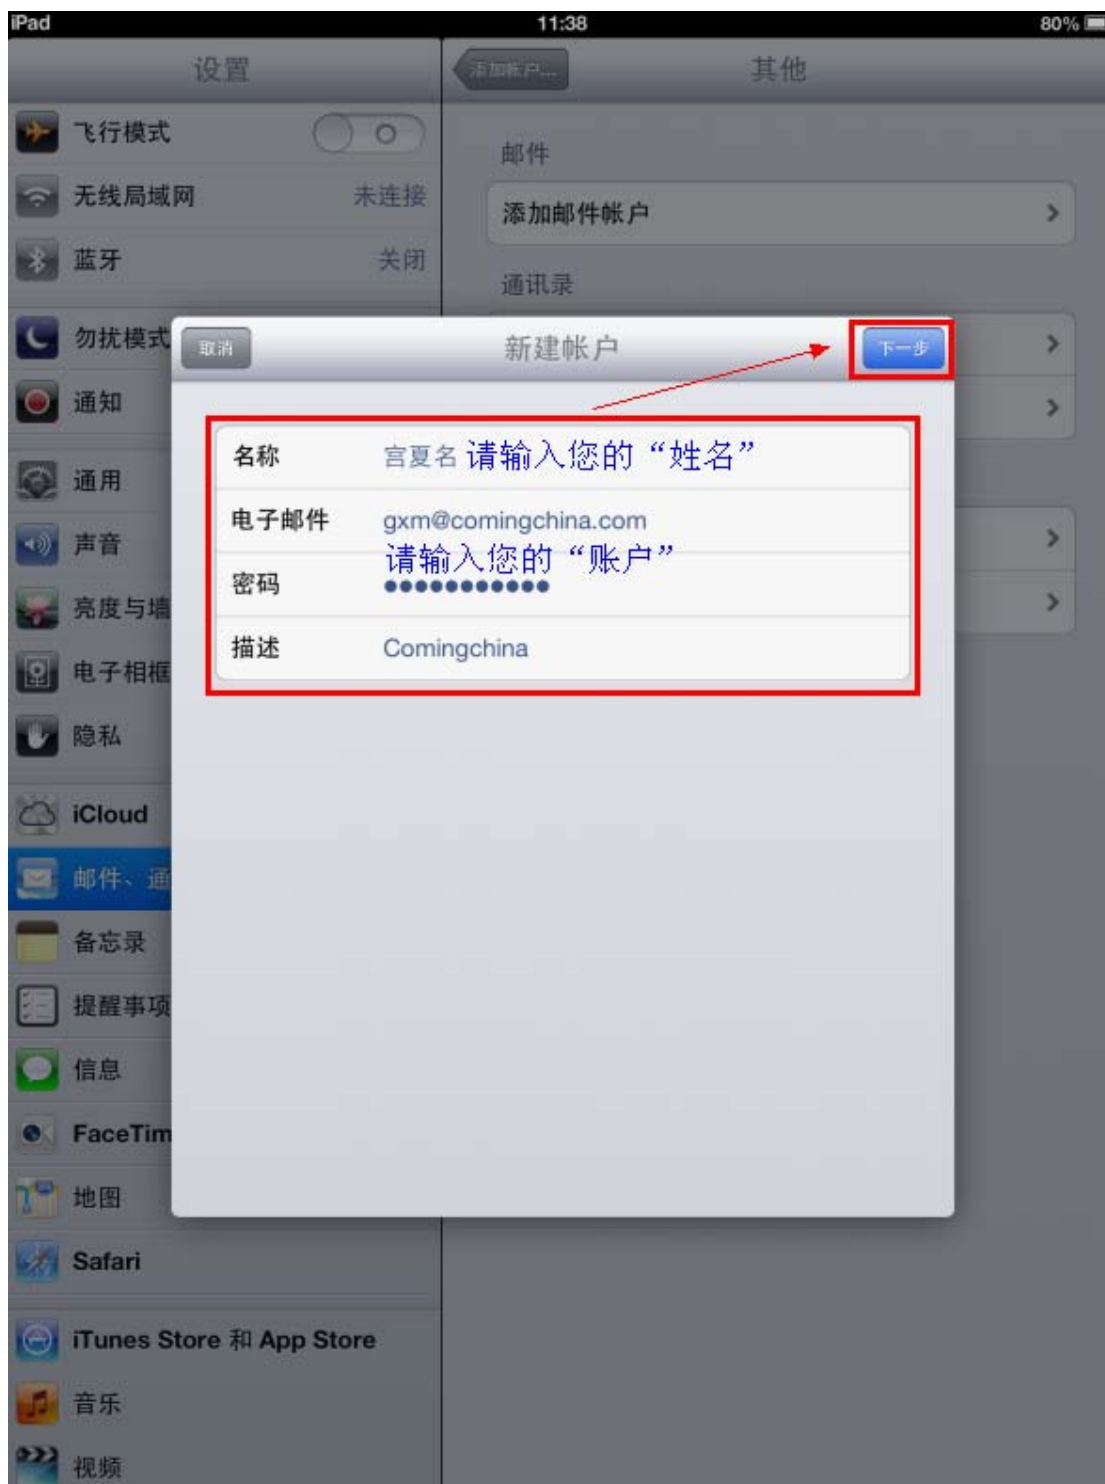 iPad 11:38 80%
设置
添加帐户...
其他
飞行模式
无线局域网 未连接
蓝牙 关闭
勿扰模式
通知
通用
声音
亮度与墙
电子相框
隐私
iCloud
邮件、通
备忘录
提醒事项
信息
FaceTim
地图
Safari
iTunes Store 和 App Store
音乐
视频
邮件
添加邮件帐户
通讯录
取消 新建帐户 下一步
名称 宫夏名 请输入您的“姓名”
电子邮件 gxm@comingchina.com
请输入您的“账户”
密码 ●●●●●●●●●●●
描述 Comingchina